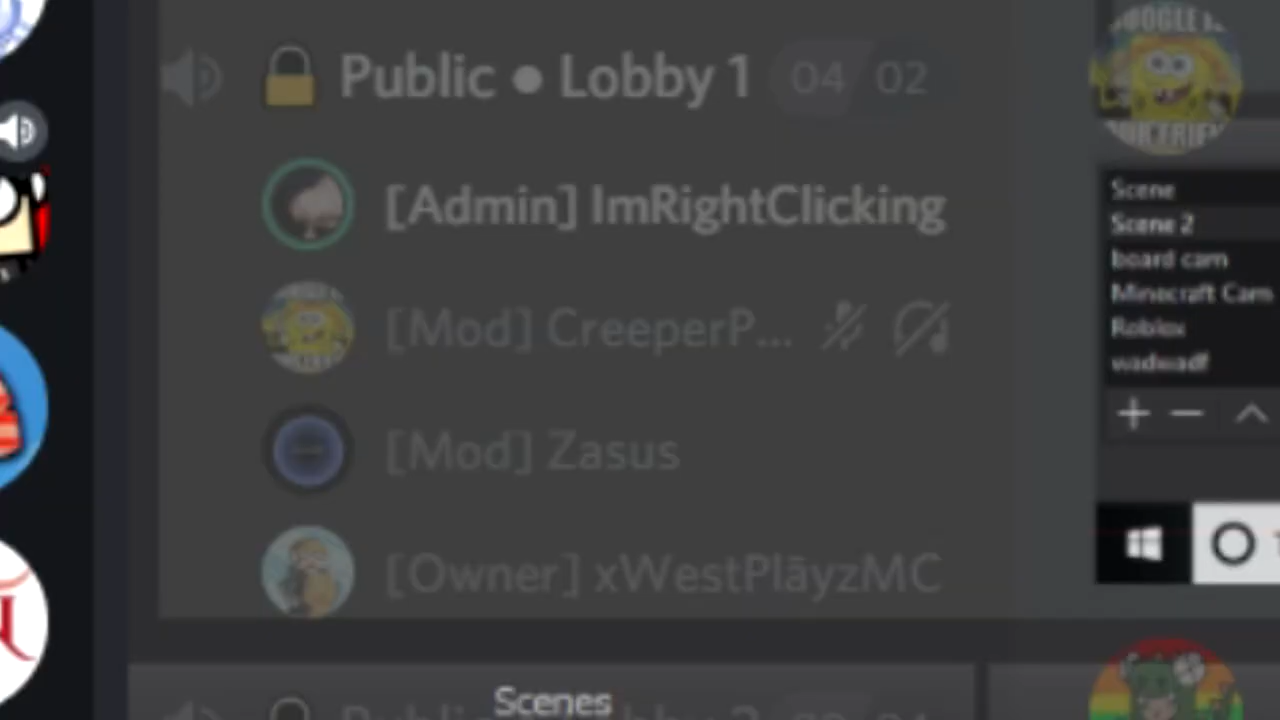 Public ● Lobby 1 04 02
[Admin] ImRightClicking
[Mod] CreeperP...
[Mod] Zasus
[Owner] xWestPlāyzMC
Scenes
Scene
Scene 2
board cam
Minecraft Cam
Roblox
wadwadf